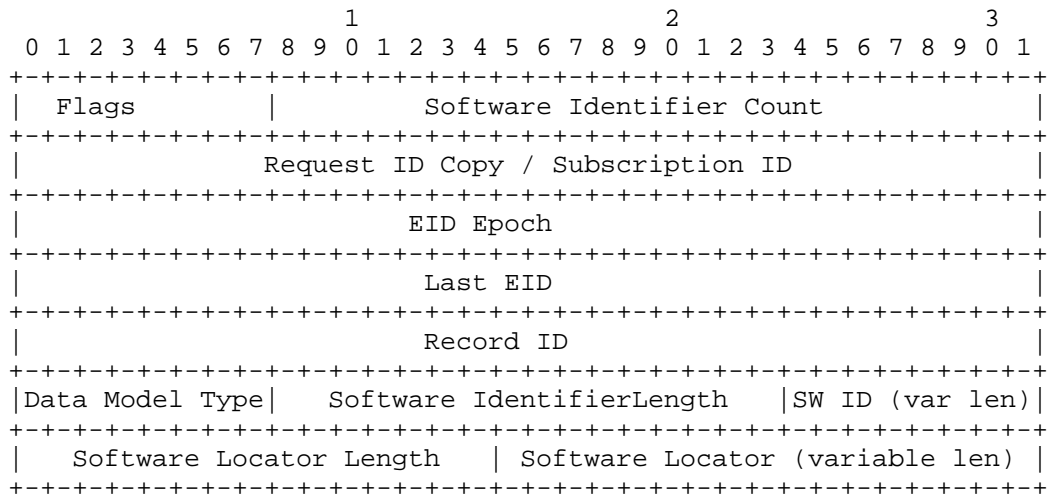 1                   2                   3
 0 1 2 3 4 5 6 7 8 9 0 1 2 3 4 5 6 7 8 9 0 1 2 3 4 5 6 7 8 9 0 1
+-+-+-+-+-+-+-+-+-+-+-+-+-+-+-+-+-+-+-+-+-+-+-+-+-+-+-+-+-+-+-+-+
|  Flags        |         Software Identifier Count             |
+-+-+-+-+-+-+-+-+-+-+-+-+-+-+-+-+-+-+-+-+-+-+-+-+-+-+-+-+-+-+-+-+
|               Request ID Copy / Subscription ID               |
+-+-+-+-+-+-+-+-+-+-+-+-+-+-+-+-+-+-+-+-+-+-+-+-+-+-+-+-+-+-+-+-+
|                        EID Epoch                              |
+-+-+-+-+-+-+-+-+-+-+-+-+-+-+-+-+-+-+-+-+-+-+-+-+-+-+-+-+-+-+-+-+
|                         Last EID                              |
+-+-+-+-+-+-+-+-+-+-+-+-+-+-+-+-+-+-+-+-+-+-+-+-+-+-+-+-+-+-+-+-+
|                         Record ID                             |
+-+-+-+-+-+-+-+-+-+-+-+-+-+-+-+-+-+-+-+-+-+-+-+-+-+-+-+-+-+-+-+-+
|Data Model Type|   Software IdentifierLength   |SW ID (var len)|
+-+-+-+-+-+-+-+-+-+-+-+-+-+-+-+-+-+-+-+-+-+-+-+-+-+-+-+-+-+-+-+-+
|   Software Locator Length   | Software Locator (variable len) |
+-+-+-+-+-+-+-+-+-+-+-+-+-+-+-+-+-+-+-+-+-+-+-+-+-+-+-+-+-+-+-+-+